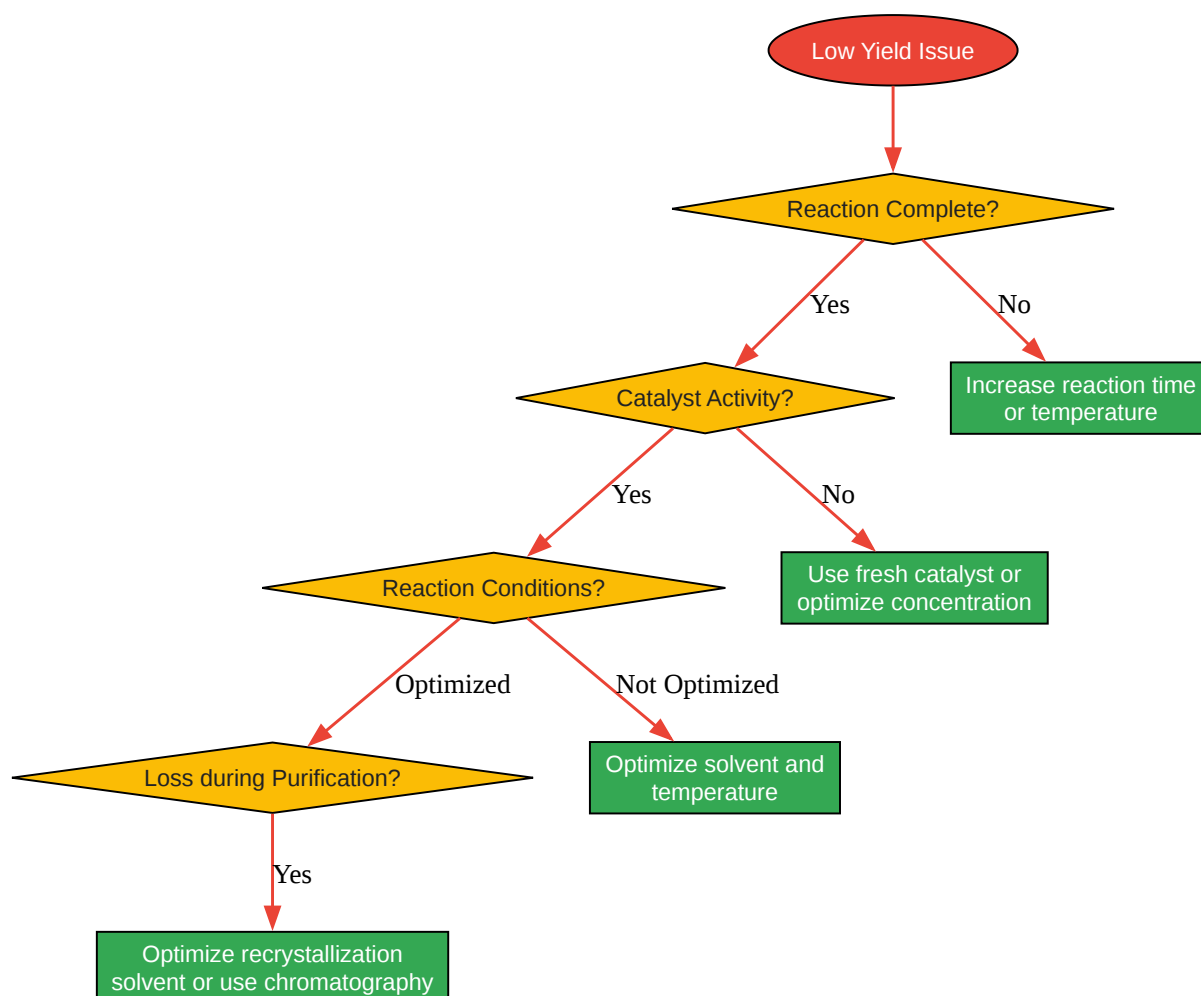 Low Yield Issue
Reaction Complete?
Yes
No
Catalyst Activity?
Increase reaction time
or temperature
Yes
No
Reaction Conditions?
Use fresh catalyst or
optimize concentration
Optimized
Not Optimized
Loss during Purification?
Optimize solvent and
temperature
Yes
Optimize recrystallization
solvent or use chromatography